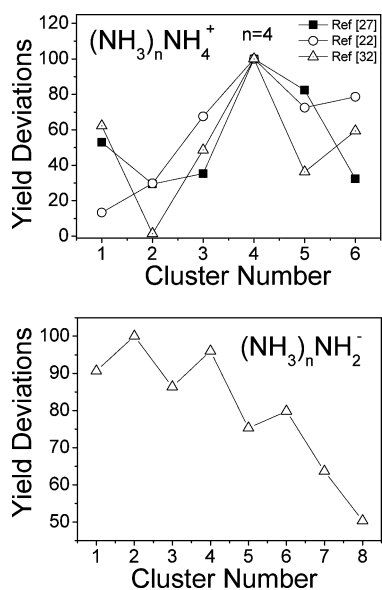 (NH3)nNH4+ n=4
Ref [27]
Ref [22]
Ref [32]
Yield Deviations
120
100
80
60
40
20
0
1 2 3 4 5 6
Cluster Number
(NH3)nNH2-
Yield Deviations
100
90
80
70
60
50
1 2 3 4 5 6 7 8
Cluster Number